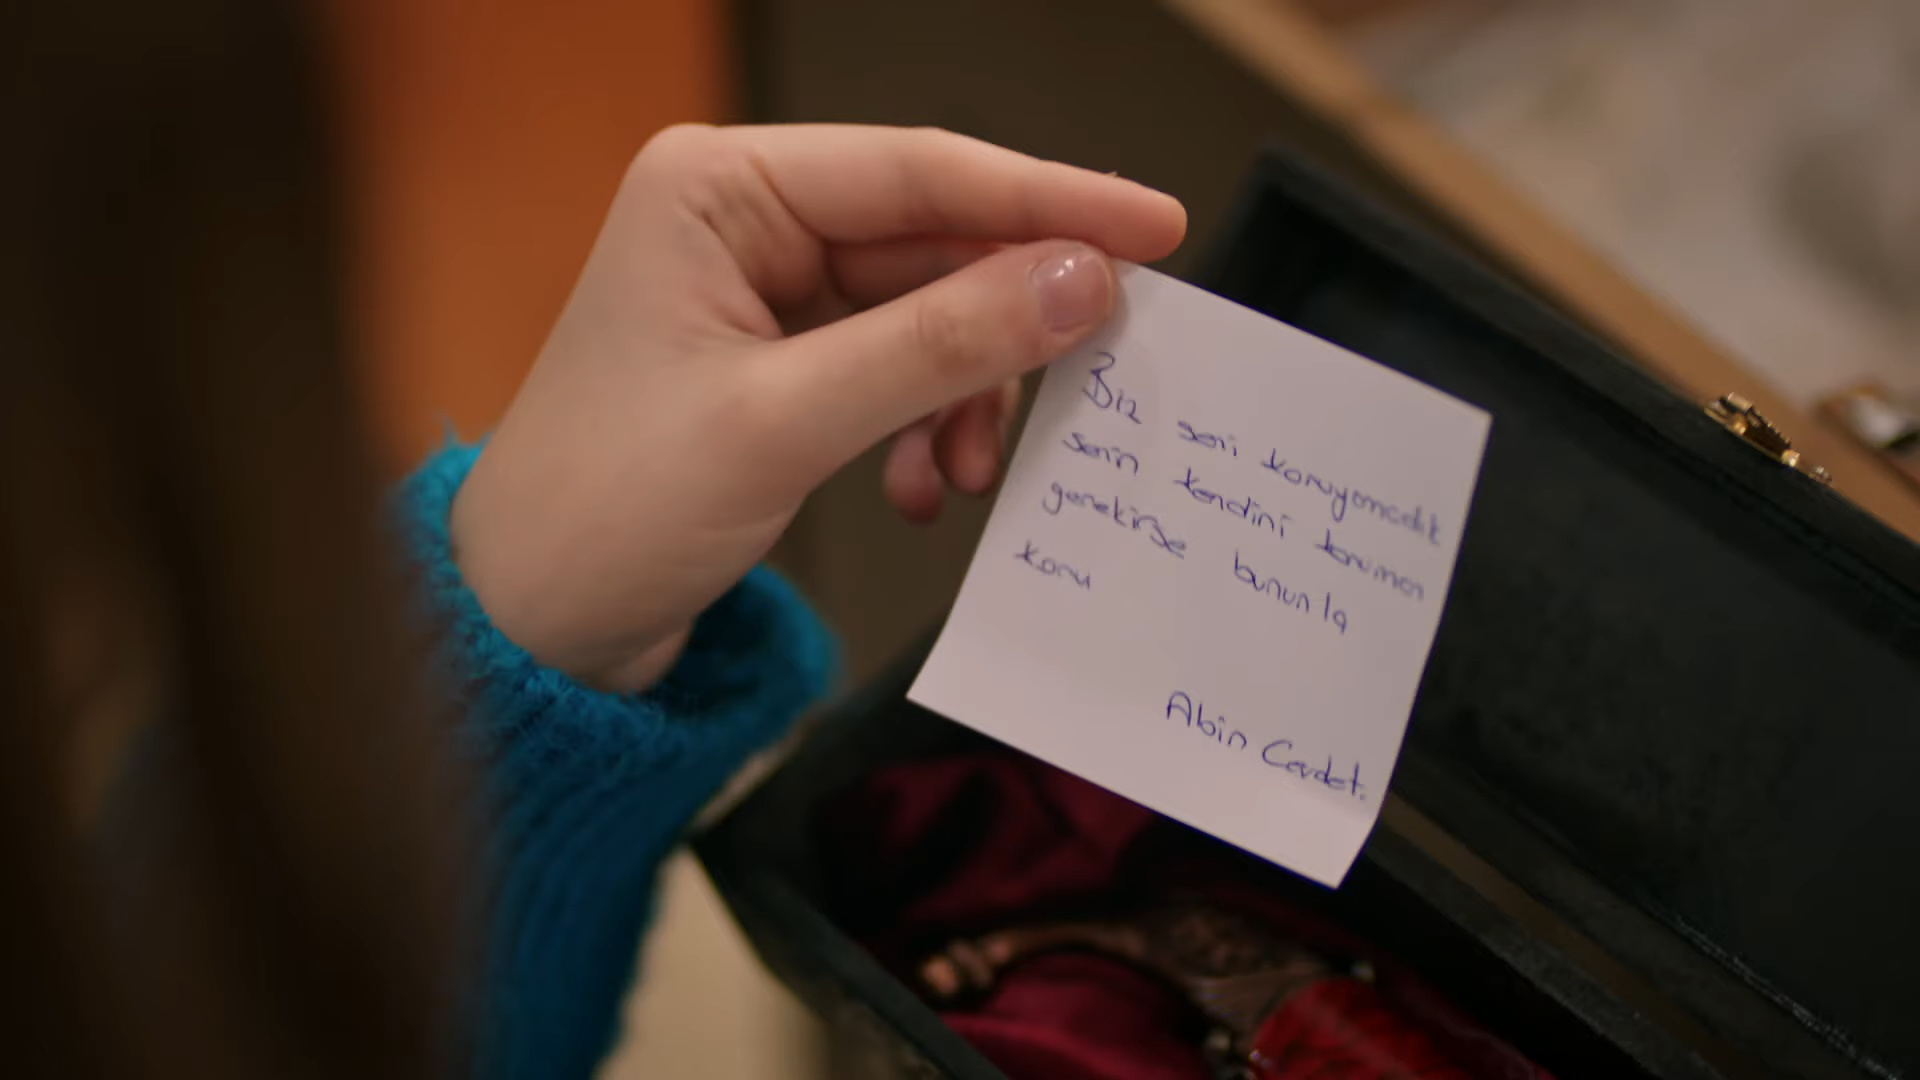 Biz seni koruyamadık
senin kendini koruman
gerekirse bununla
koru
Abin Cevdet.